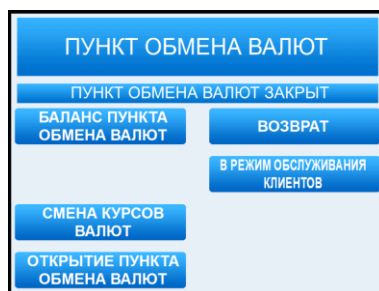 ПУНКТ ОБМЕНА ВАЛЮТ
ПУНКТ ОБМЕНА ВАЛЮТ ЗАКРЫТ
БАЛАНС ПУНКТА
ОБМЕНА ВАЛЮТ
ВОЗВРАТ
В РЕЖИМ ОБСЛУЖИВАНИЯ
КЛИЕНТОВ
СМЕНА КУРСОВ
ВАЛЮТ
ОТКРЫТИЕ ПУНКТА
ОБМЕНА ВАЛЮТ